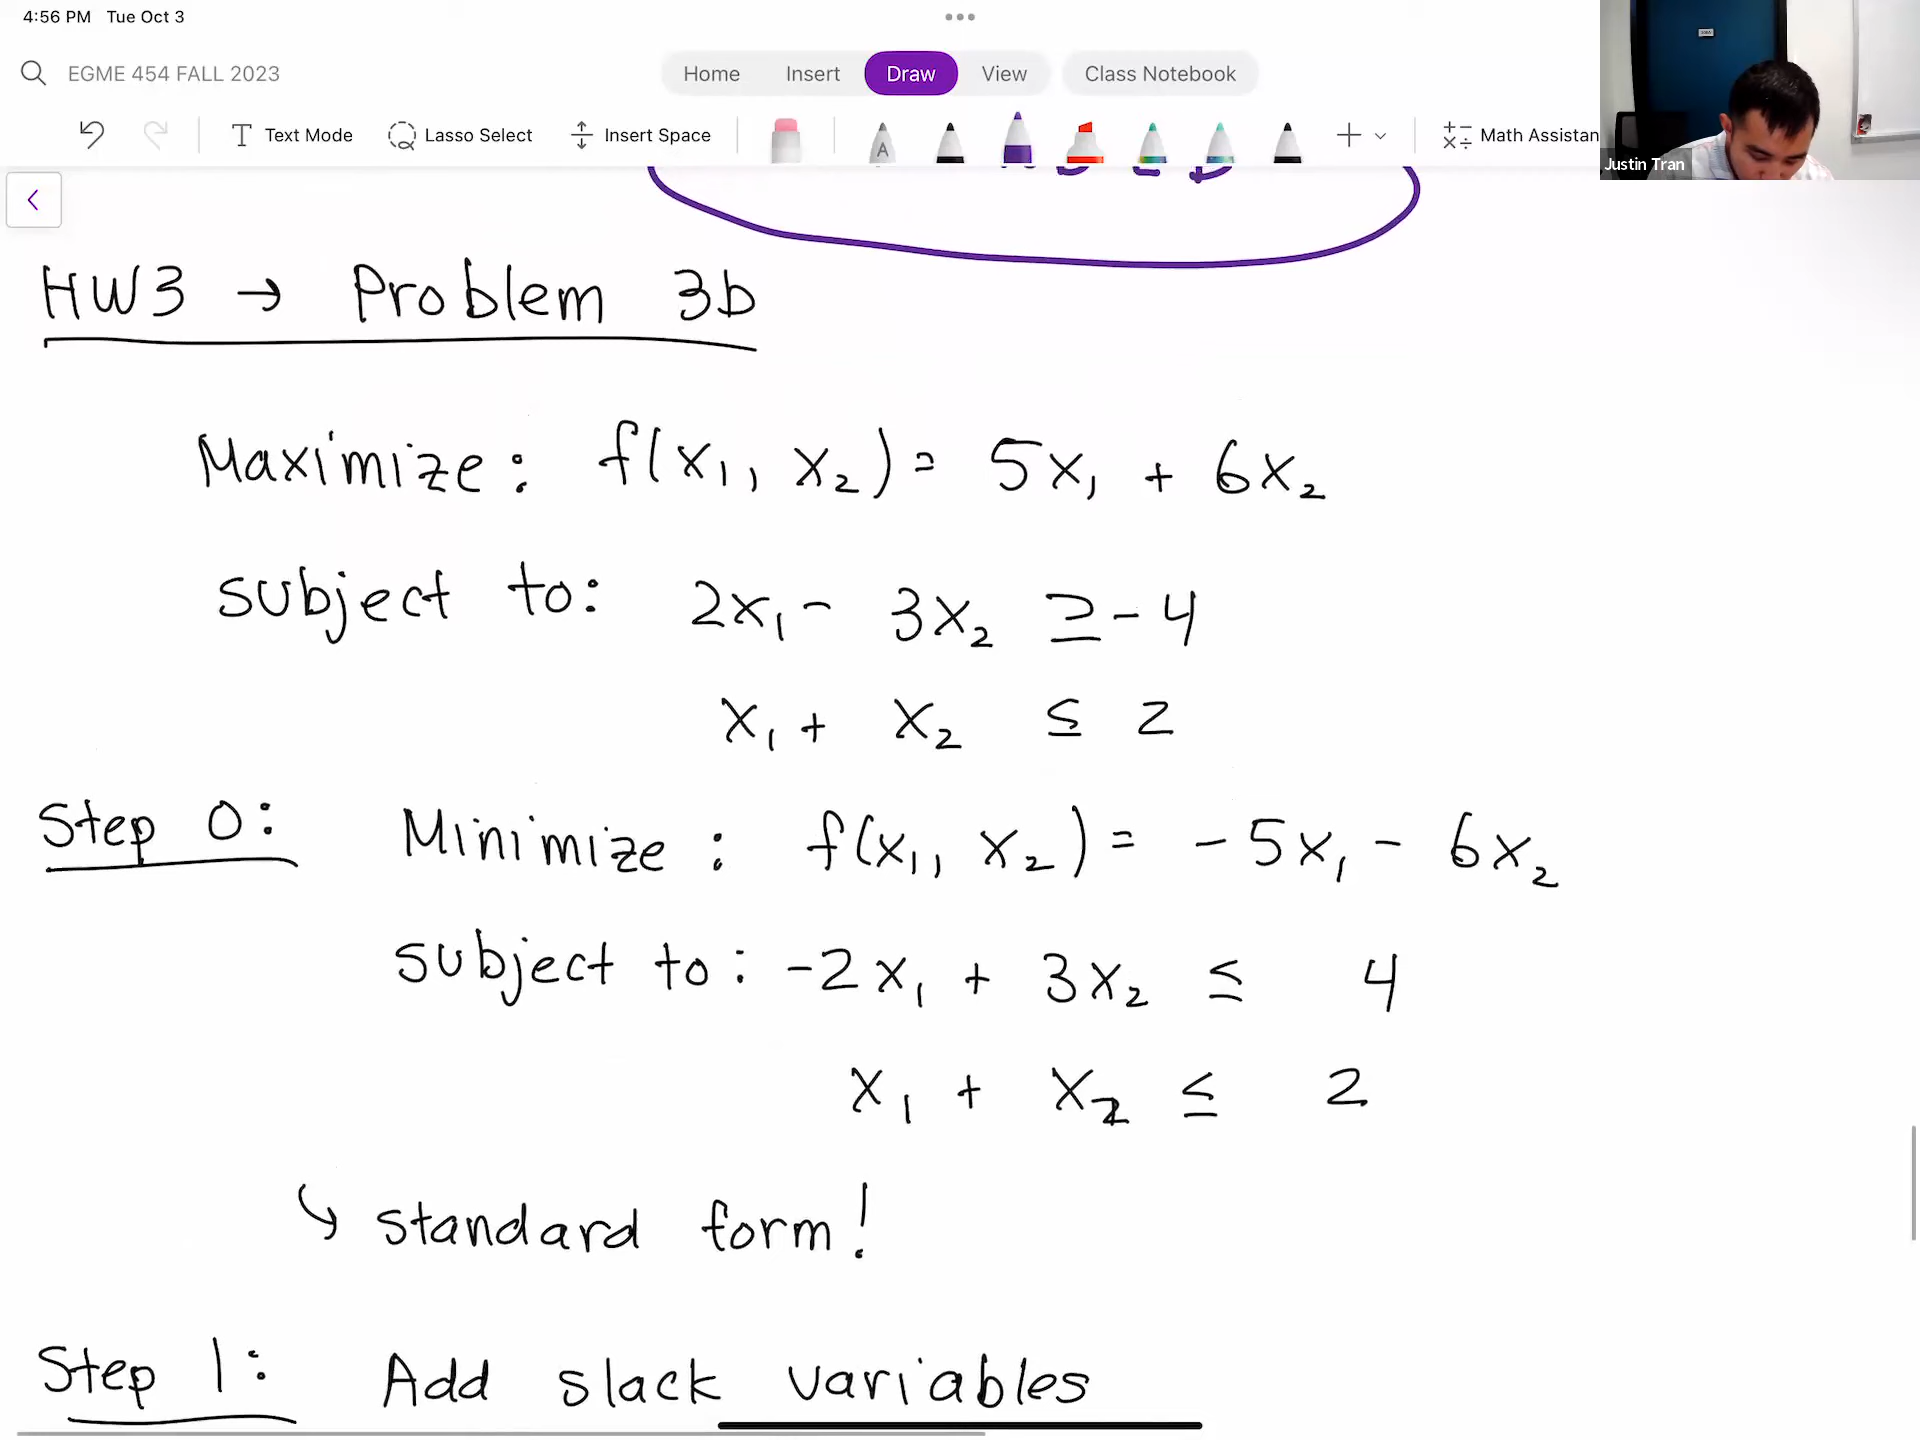 4:56 PM Tue Oct 3
EGME 454 FALL 2023
Home Insert Draw View Class Notebook
Text Mode Lasso Select Insert Space A Math Assistan
Justin Tran
HW3 → Problem 3b
Maximize: f(x₁, x₂) = 5x₁ + 6x₂
subject to: 2x₁ - 3x₂ ≥ -4
x₁ + x₂ ≤ 2
Step 0: Minimize: f(x₁, x₂) = -5x₁ - 6x₂
subject to: -2x₁ + 3x₂ ≤ 4
x₁ + x₂ ≤ 2
↳ standard form!
Step 1: Add slack variables